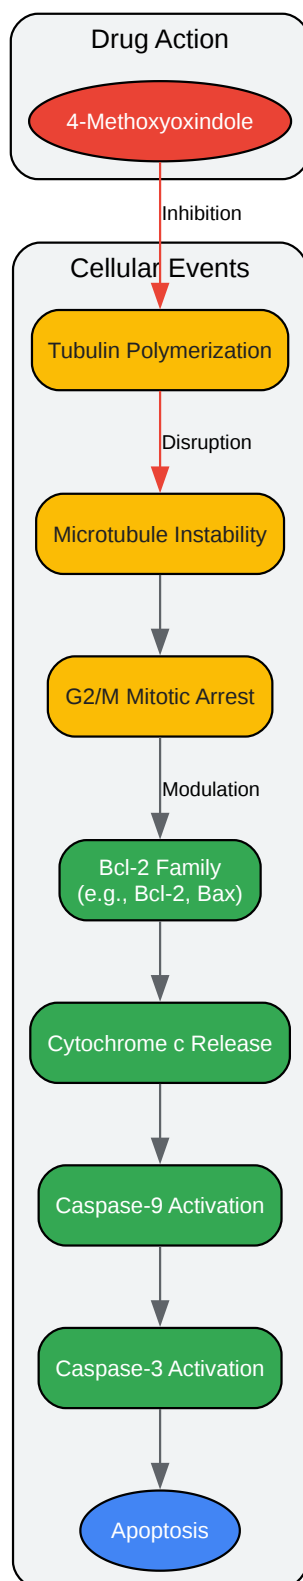 Drug Action
4-Methoxyoxindole
Inhibition
Cellular Events
Tubulin Polymerization
Disruption
Microtubule Instability
G2/M Mitotic Arrest
Modulation
Bcl-2 Family
(e.g., Bcl-2, Bax)
Cytochrome c Release
Caspase-9 Activation
Caspase-3 Activation
Apoptosis